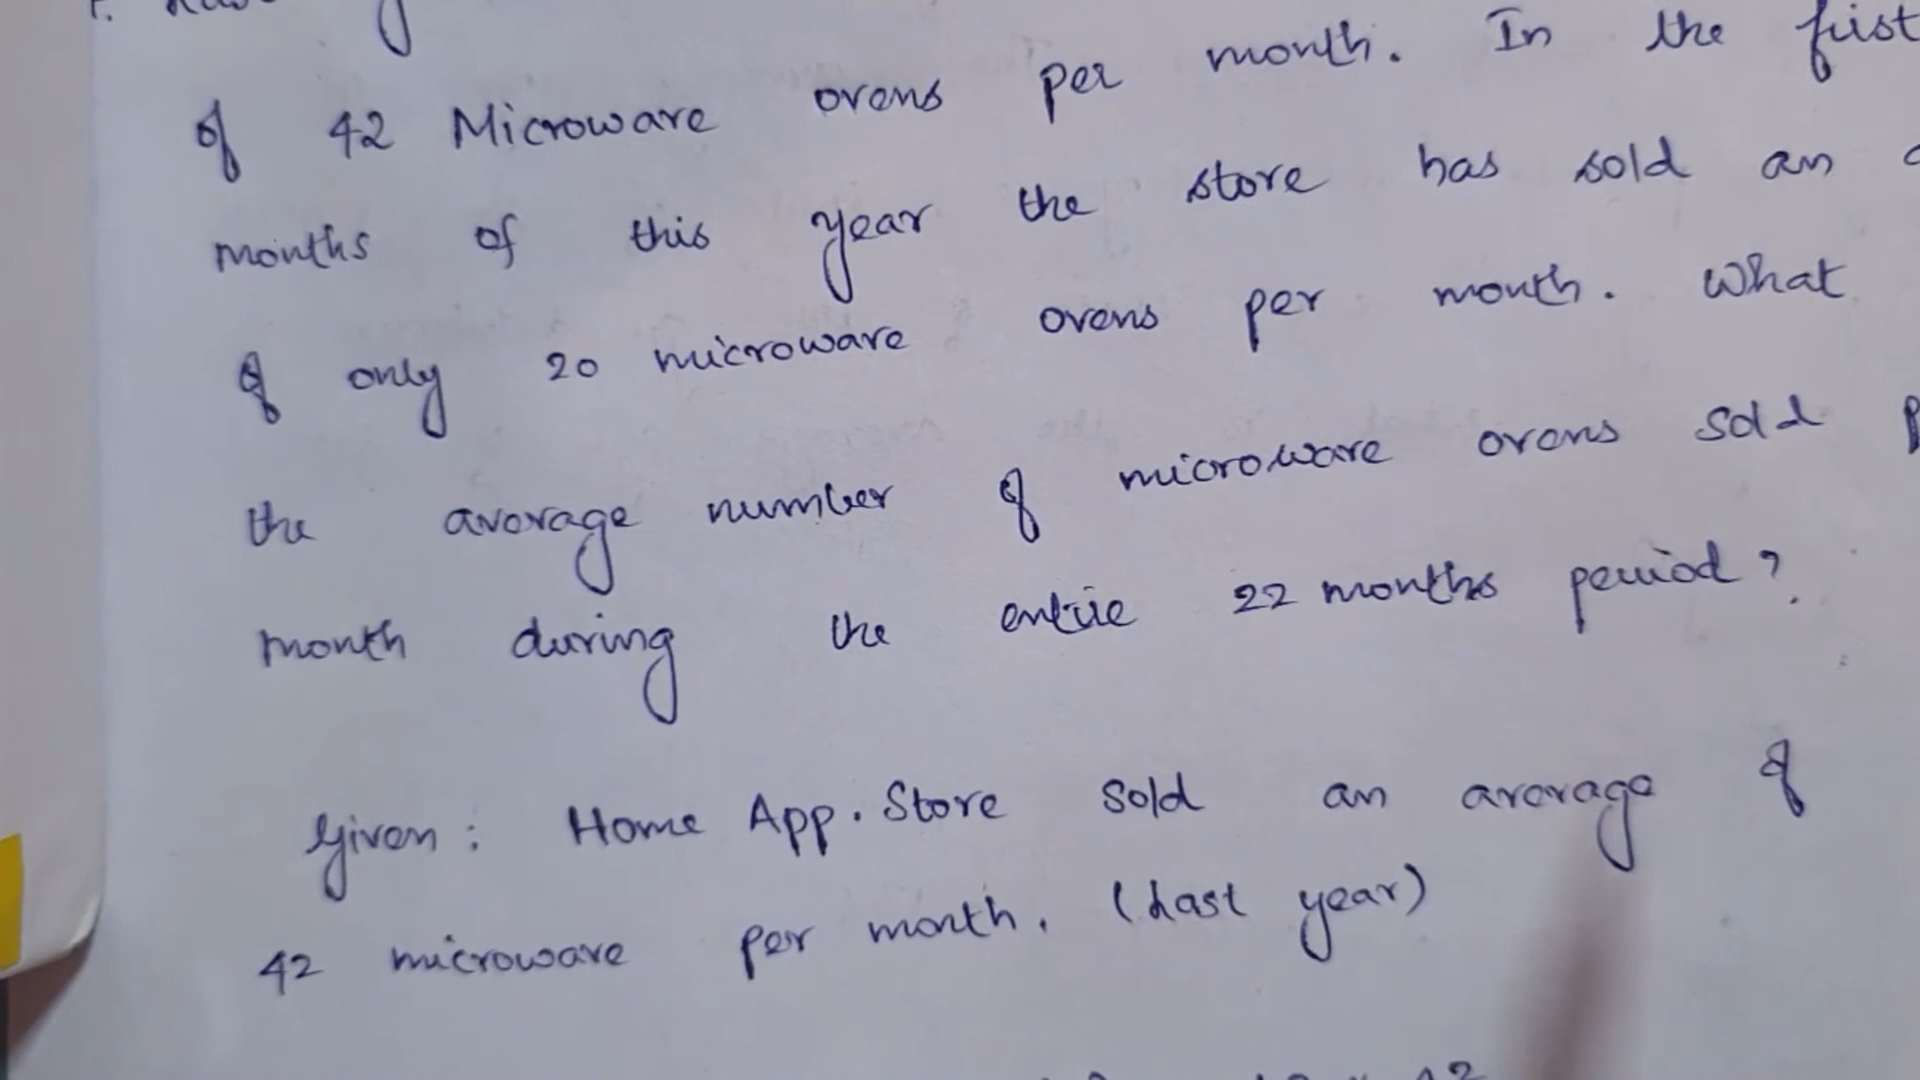 of 42 Microware ovens per month. In the first
months of this year the store has sold an
of only 20 microware ovens per month. What
the average number of microware ovens sold
month during the entire 22 months period?
Given: Home App. Store sold an average of
42 microware per month. (Last year)